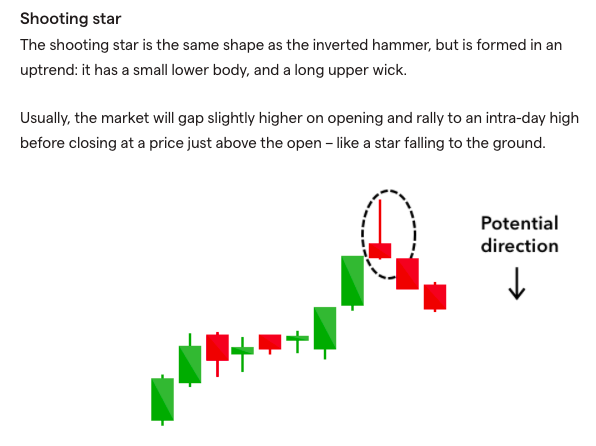 Shooting star
The shooting star is the same shape as the inverted hammer, but is formed in an
uptrend: it has a small lower body, and a long upper wick.
Usually, the market will gap slightly higher on opening and rally to an intra-day high
before closing at a price just above the open – like a star falling to the ground.
Potential
direction